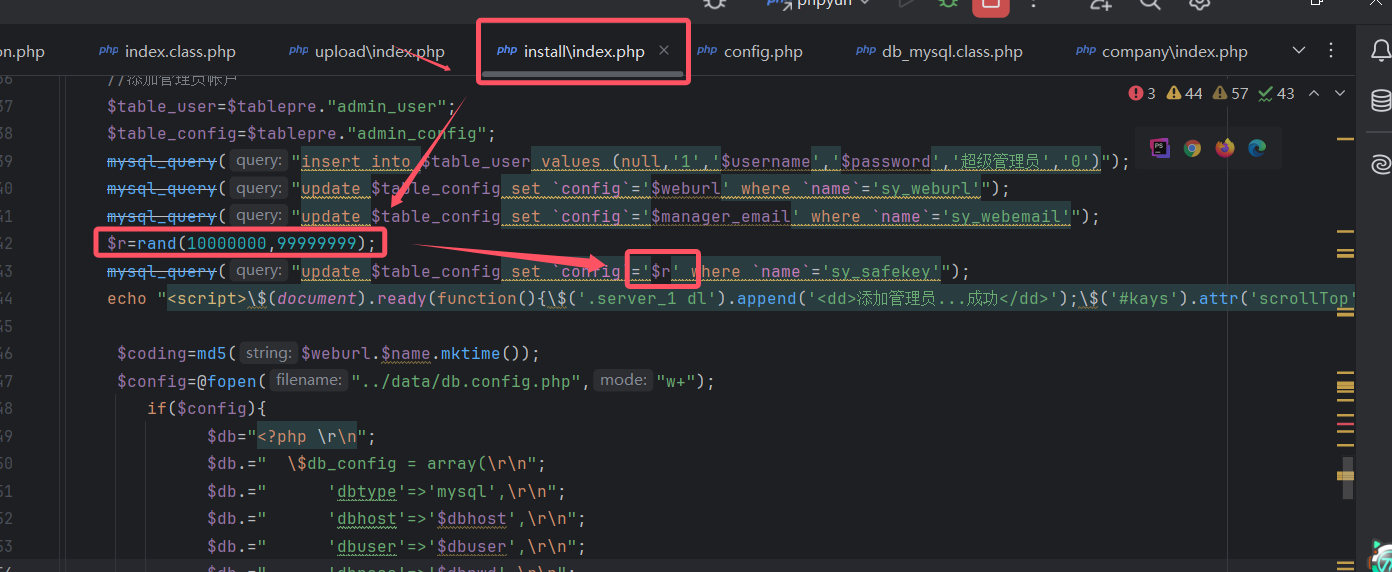 phpyun
on.php
php index.class.php
php upload\index.php
php install\index.php ×
php config.php
php db_mysql.class.php
php company\index.php
3 44 57 43
//添加管理员帐户
37 $table_user=$tablepre."admin_user";
38 $table_config=$tablepre."admin_config";
39 mysql_query( query: "insert into $table_user values (null,'1','$username','$password','超级管理员','0')");
40 mysql_query( query: "update $table_config set `config`='$weburl' where `name`='sy_weburl'");
41 mysql_query( query: "update $table_config set `config`='$manager_email' where `name`='sy_webemail'");
42 $r=rand(10000000,99999999);
43 mysql_query( query: "update $table_config set `config`='$r' where `name`='sy_safekey'");
44 echo "<script>\$(document).ready(function(){\$('.server_1 dl').append('<dd>添加管理员...成功</dd>');\$('#kays').attr('scrollTop'
45
46 $coding=md5( string: $weburl.$name.mktime());
47 $config=@fopen( filename: "../data/db.config.php", mode: "w+");
48 if($config){
49 $db="<?php \r\n";
50 $db.=" \$db_config = array(\r\n";
51 $db.=" 'dbtype'=>'mysql',\r\n";
52 $db.=" 'dbhost'=>'$dbhost',\r\n";
53 $db.=" 'dbuser'=>'$dbuser',\r\n";